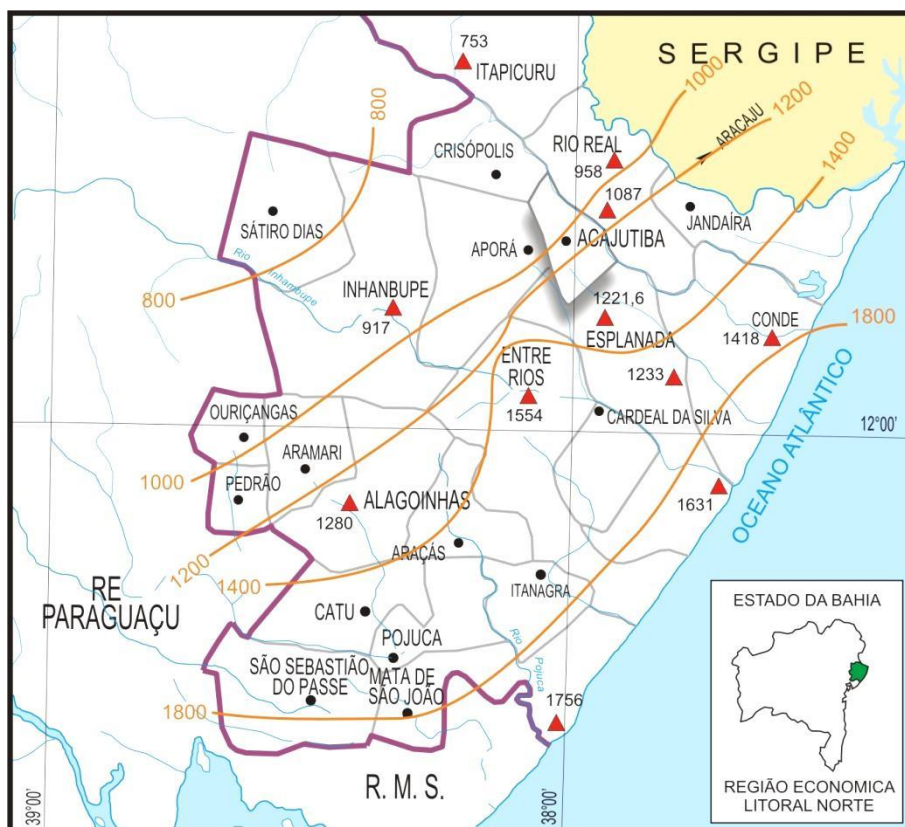 753
ITAPICURU
SERGIPE
1000
800
1200
ARACAJU
1400
CRISÓPOLIS
RIO REAL
958
1087
JANDAÍRA
SÁTIRO DIAS
APORÁ
ACAJUTIBA
Rio Inhambupe
800
INHANBUPE
917
1221,6
ESPLANADA
CONDE
1418
1800
ENTRE
RIOS
1554
1233
CARDEAL DA SILVA
OCEANO ATLÂNTICO
12°00'
OURIÇANGAS
ARAMARI
1000
PEDRÃO
ALAGOINHAS
1280
1631
1200
ARAÇÁS
1400
ITANAGRA
RE
PARAGUAÇU
CATU
POJUCA
Rio
Pojuca
SÃO SEBASTIÃO
DO PASSE
MATA DE
SÃO JOÃO
1800
1756
R. M. S.
ESTADO DA BAHIA
REGIÃO ECONOMICA
LITORAL NORTE
39°00'
38°00'